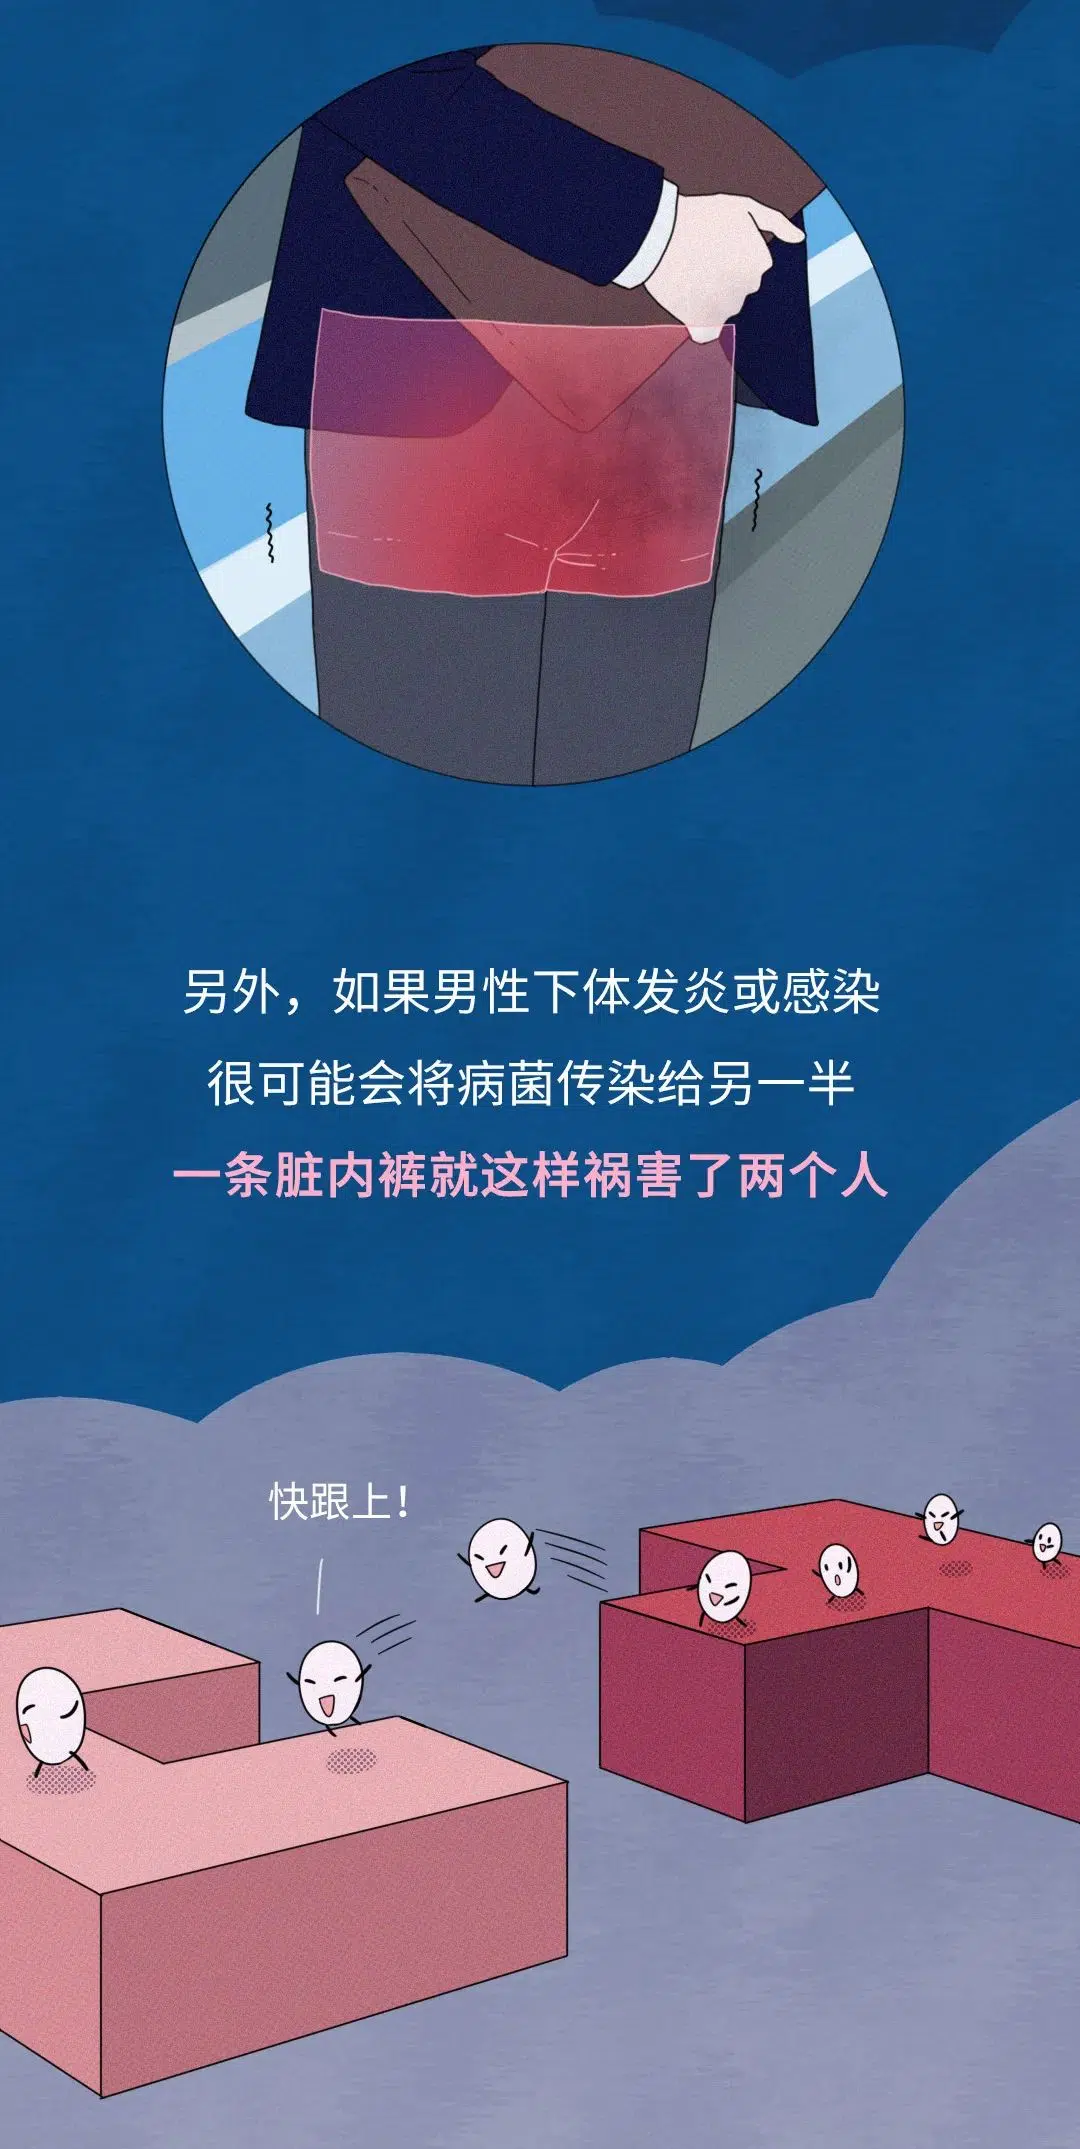 另外，如果男性下体发炎或感染
很可能会将病菌传染给另一半
一条脏内裤就这样祸害了两个人
快跟上！